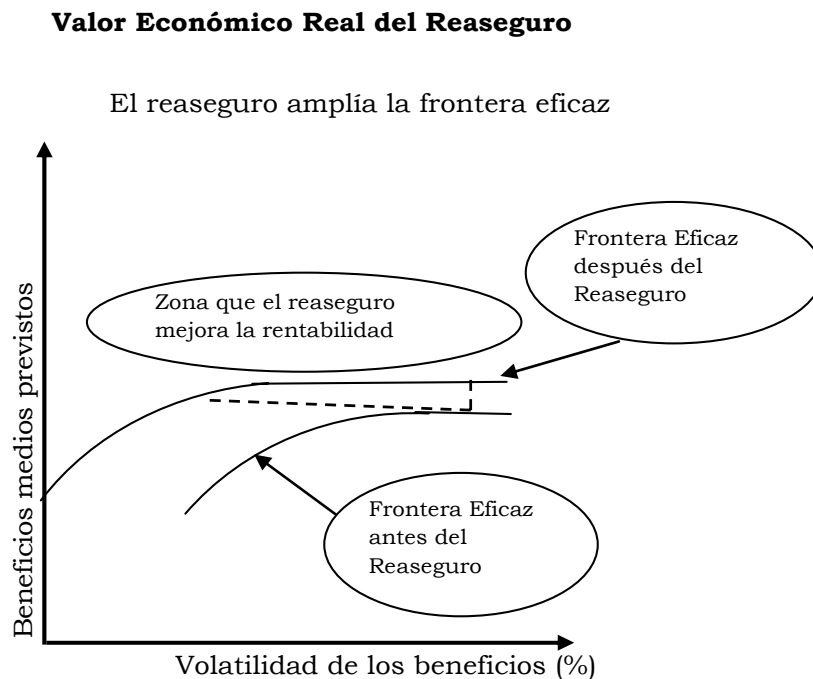 Valor Económico Real del Reaseguro
El reaseguro amplía la frontera eficaz
Frontera Eficaz
después del
Reaseguro
Zona que el reaseguro
mejora la rentabilidad
Beneficios medios previstos
Frontera Eficaz
antes del
Reaseguro
Volatilidad de los beneficios (%)